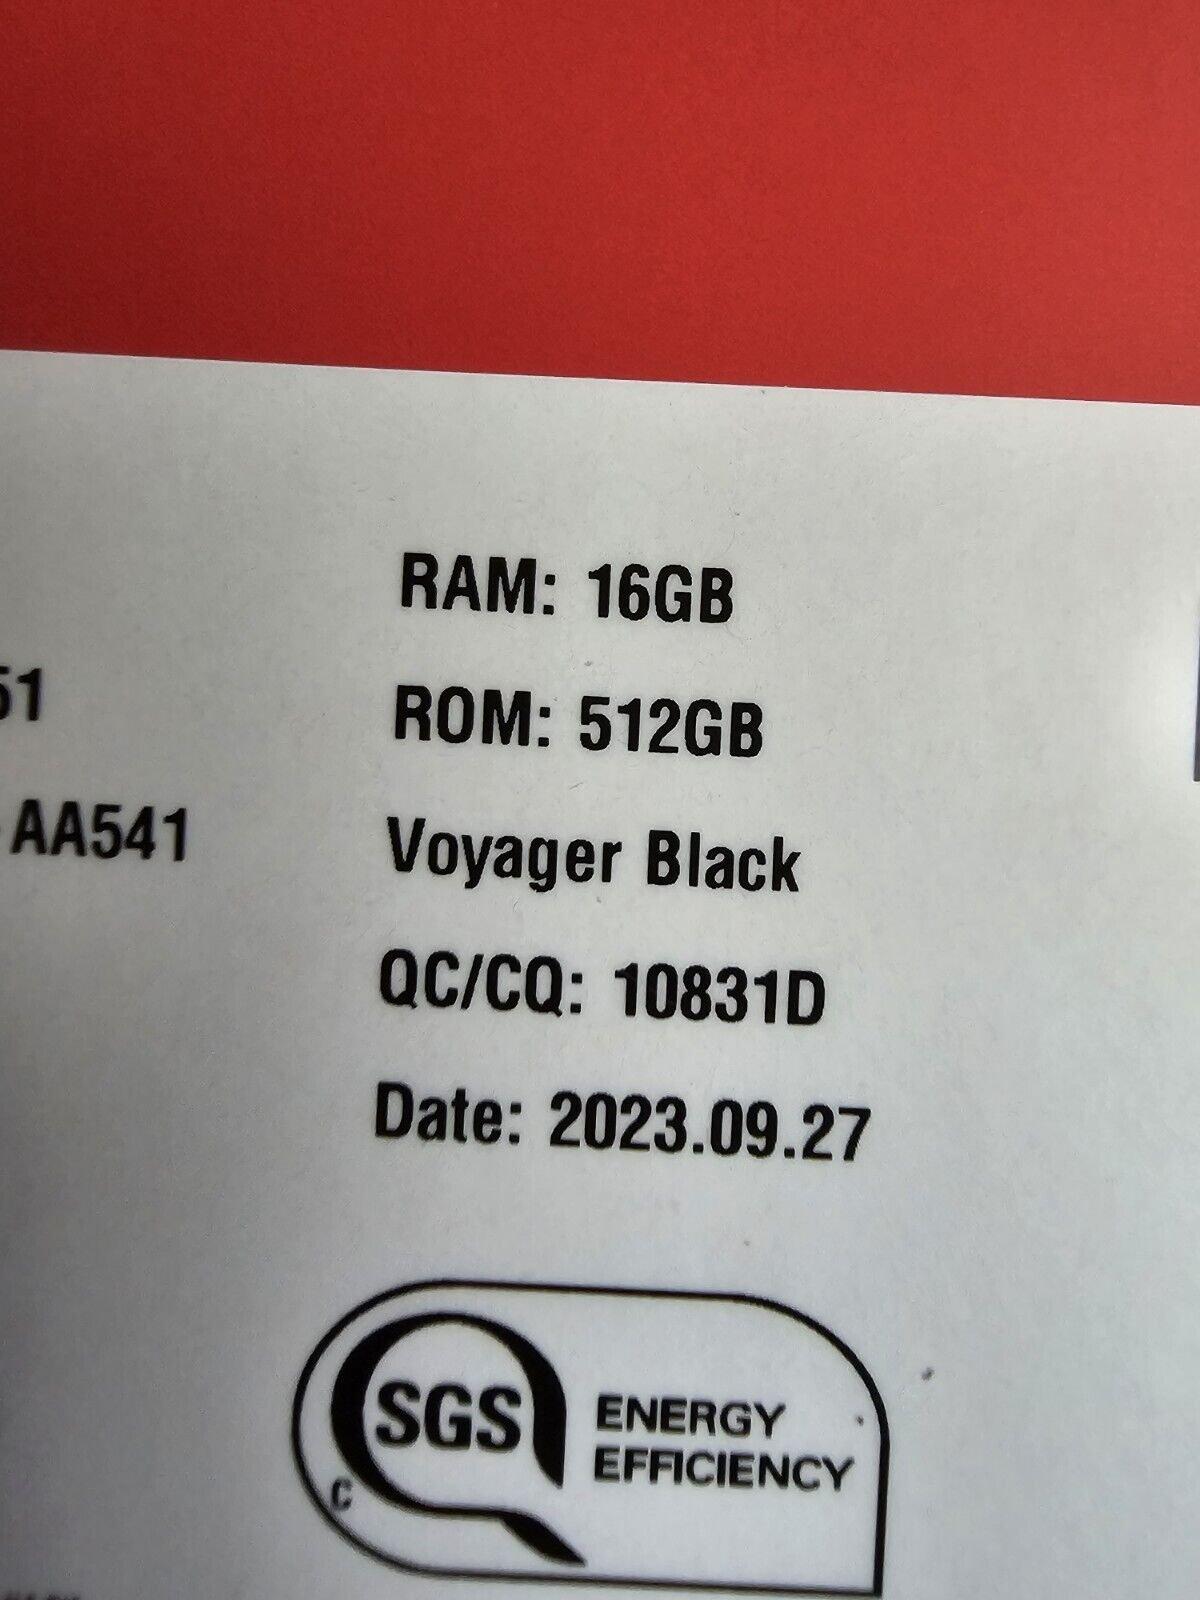 RAM: 16GB
51
ROM: 512GB
AA541
Voyager Black
QC/CQ: 10831D
Date: 2023.09.27
SGS
C
ENERGY
EFFICIENCY